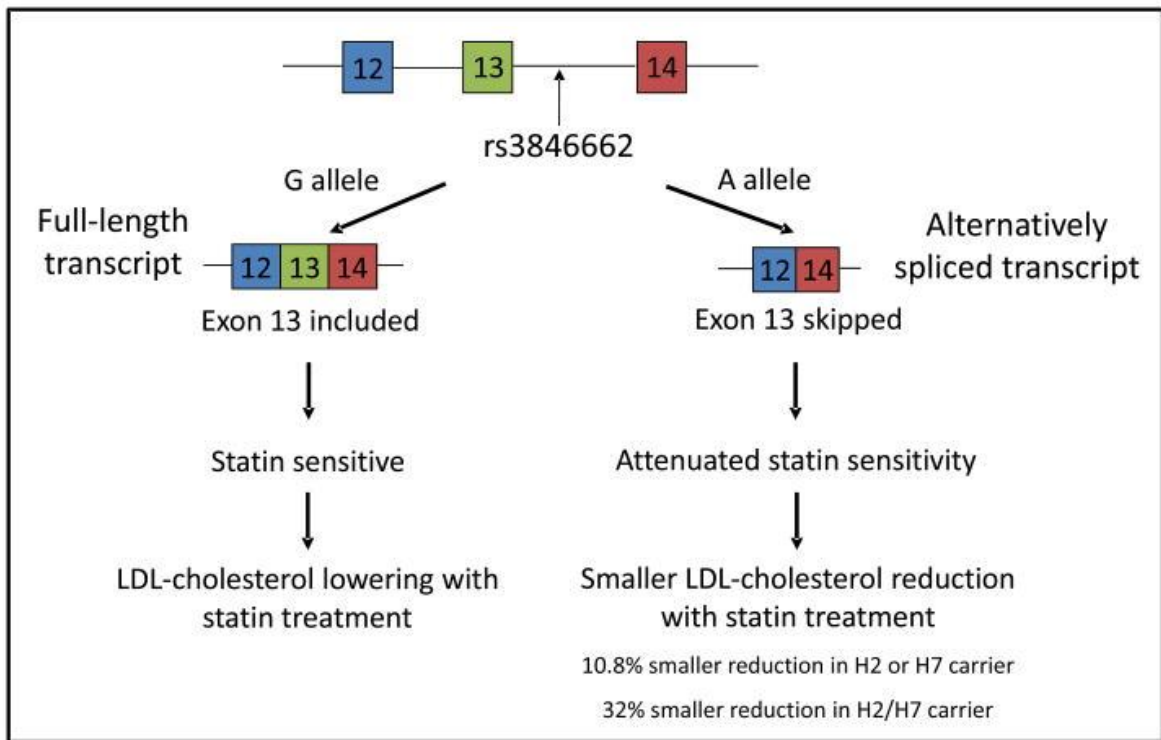 12
13
14
rs3846662
G allele
A allele
Full-length
transcript
12 13 14
Exon 13 included
12 14
Alternatively
spliced transcript
Exon 13 skipped
Statin sensitive
Attenuated statin sensitivity
LDL-cholesterol lowering with
statin treatment
Smaller LDL-cholesterol reduction
with statin treatment
10.8% smaller reduction in H2 or H7 carrier
32% smaller reduction in H2/H7 carrier